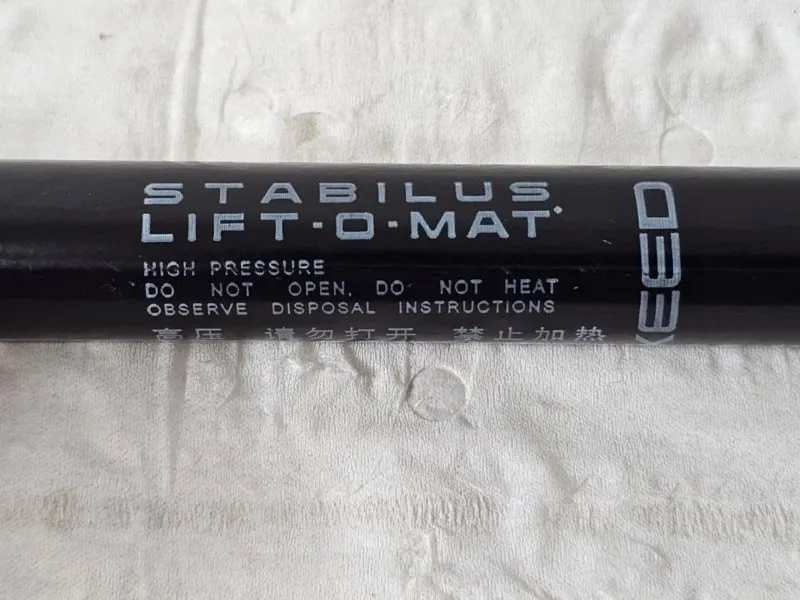 STABILUS
LIFT-O-MAT
HIGH PRESSURE
DO NOT OPEN, DO NOT HEAT
OBSERVE DISPOSAL INSTRUCTIONS
高压 请勿打开 禁止加热